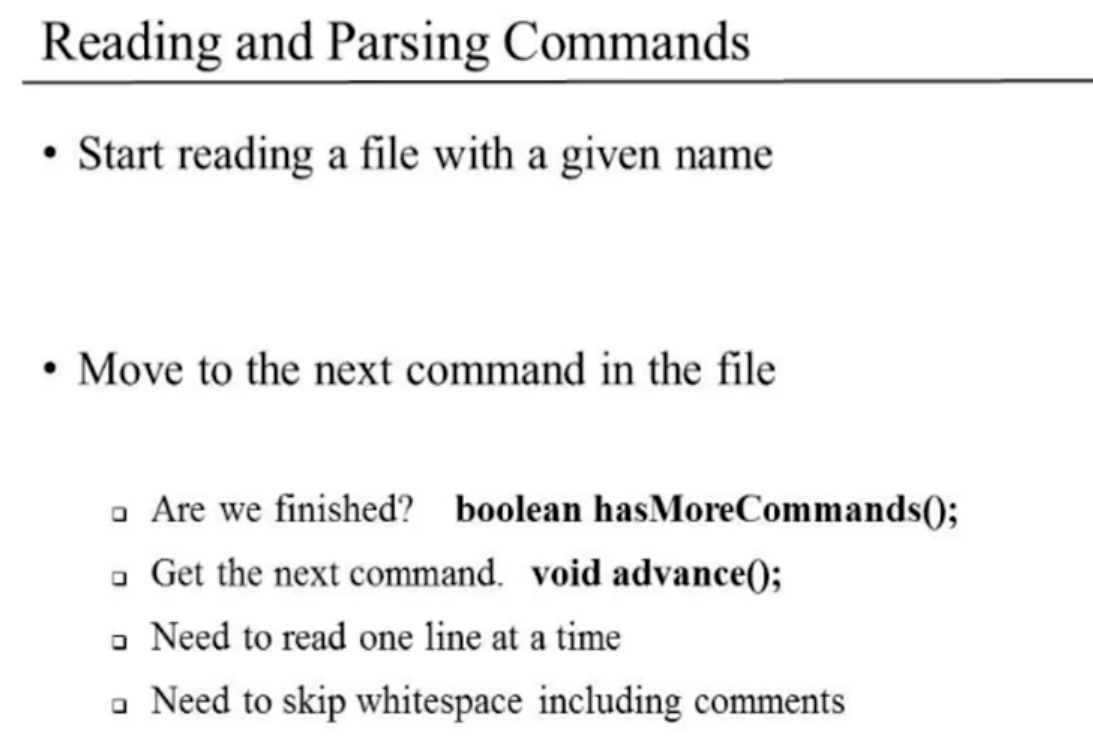 Reading and Parsing Commands
• Start reading a file with a given name
• Move to the next command in the file
▫ Are we finished? boolean hasMoreCommands();
▫ Get the next command. void advance();
▫ Need to read one line at a time
▫ Need to skip whitespace including comments